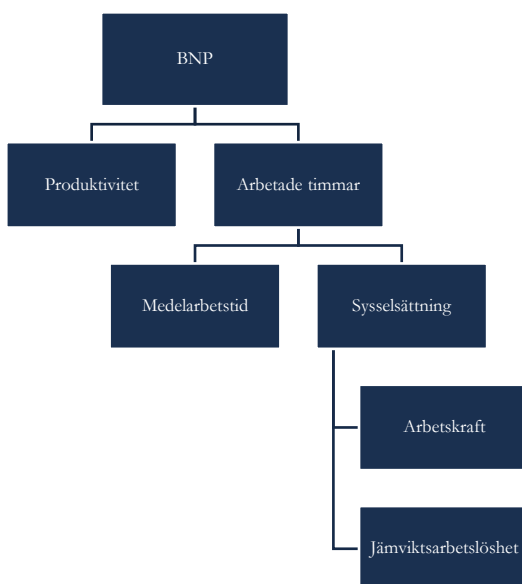 BNP
Produktivitet
Arbetade timmar
Medelarbetstid
Sysselsättning
Arbetskraft
Jämviktsarbetslöshet